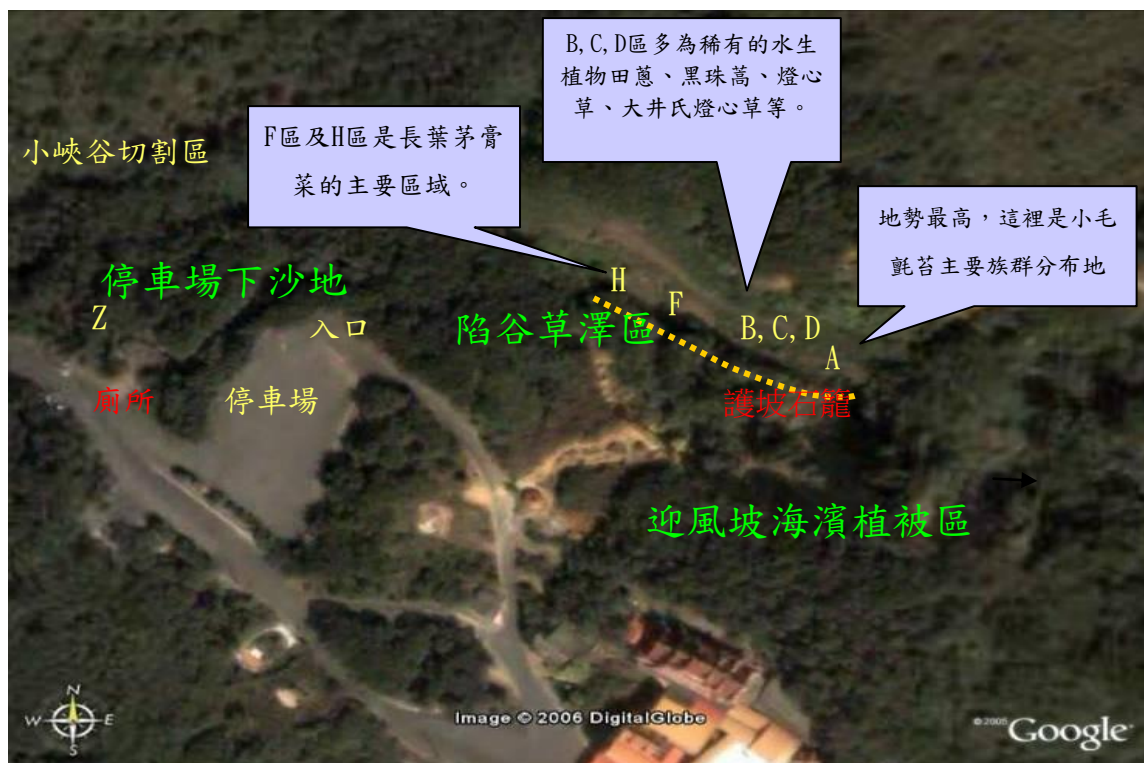 B,C,D區多為稀有的水生
植物田蔥、黑珠蒿、燈心
草、大井氏燈心草等。
F區及H區是長葉茅膏
菜的主要區域。
小峽谷切割區
地勢最高，這裡是小毛
氈苔主要族群分布地
停車場下沙地
Z
入口
H
F
陷谷草澤區
B,C,D
A
廁所
停車場
護坡石籠
迎風坡海濱植被區
N
W
E
S
Image © 2006 DigitalGlobe
©2005 Google™